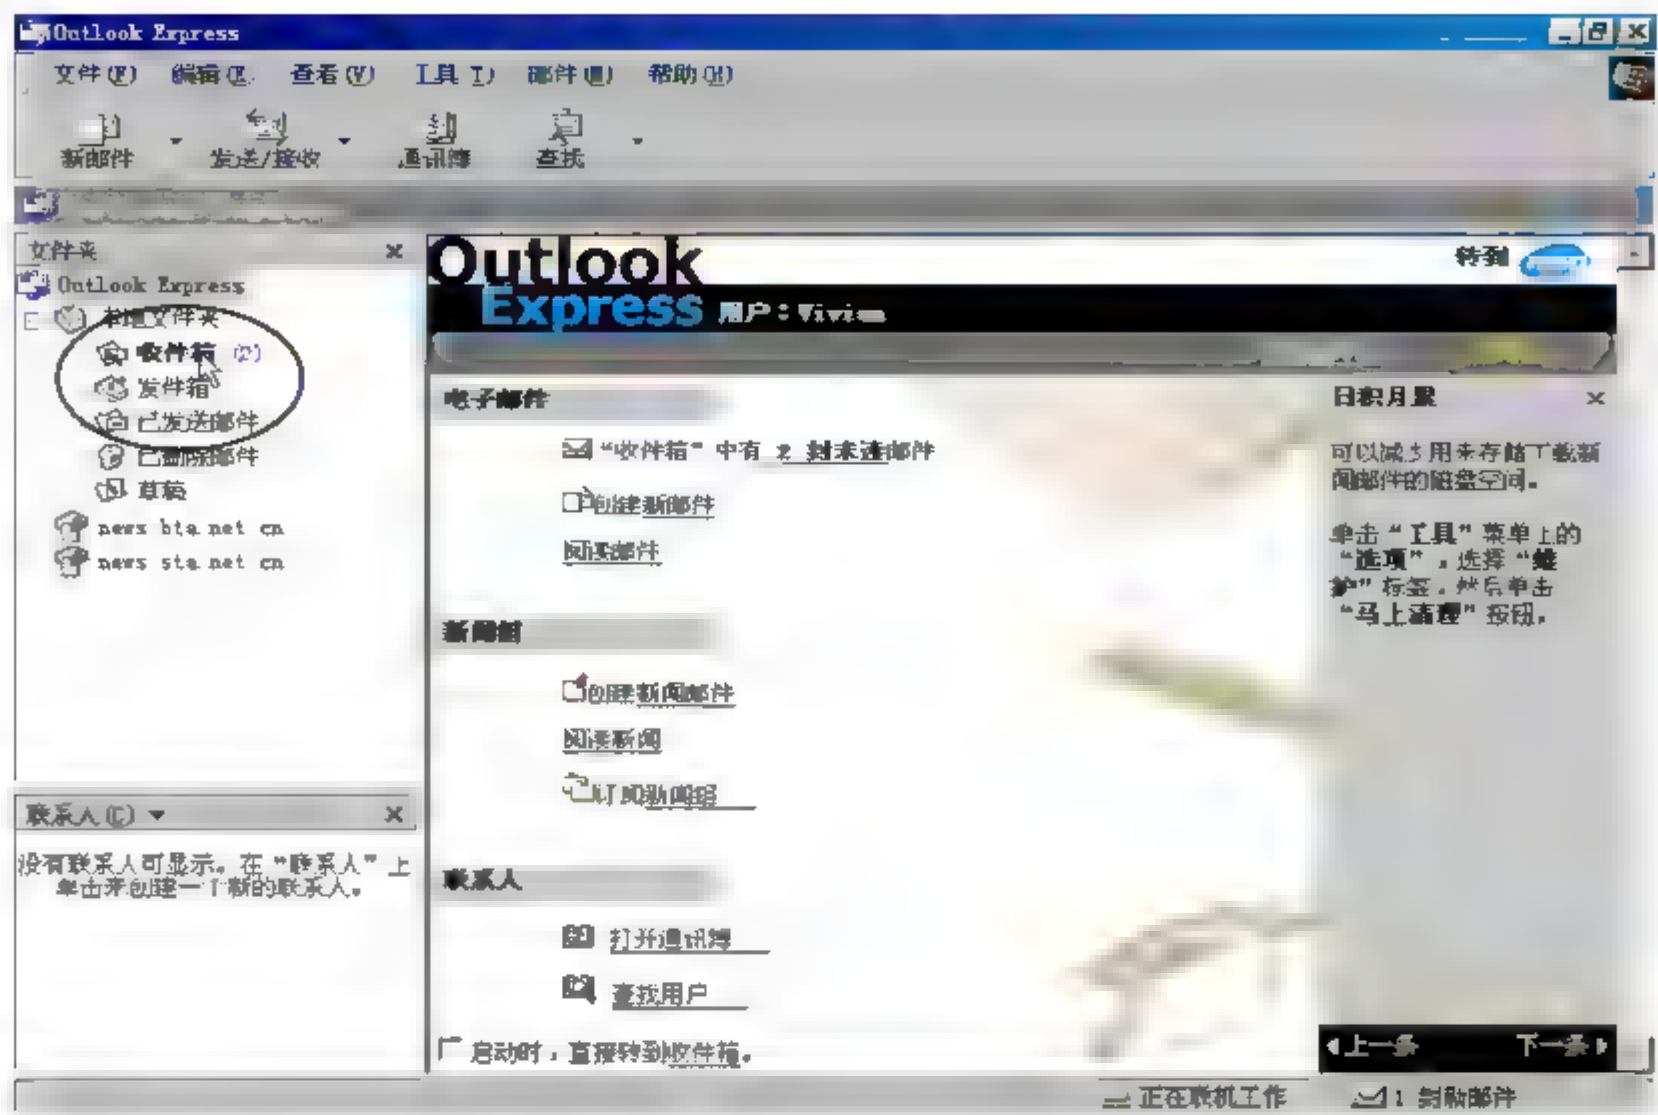 Outlook Express
文件(F) 编辑(E) 查看(V) 工具(T) 邮件(M) 帮助(H)
新邮件 发送/接收 通讯簿 查找
文件夹
Outlook Express
本地文件夹
收件箱 (2)
发件箱
已发送邮件
已删除邮件
草稿
news bta net cn
news sta net cn
联系人(C)
没有联系人可显示。在“联系人”上
单击来创建一个新的联系人。
Outlook
Express 用户：Vivian
转到
电子邮件
“收件箱”中有 2 封未读邮件
创建新邮件
阅读邮件
新闻组
创建新闻邮件
阅读新闻
订阅新闻组
联系人
打开通讯簿
查找用户
启动时，直接转到收件箱。
日积月累
可以减少用来存储下载新
闻邮件的磁盘空间。
单击“工具”菜单上的
“选项”，选择“维
护”标签，然后单击
“马上清理”按钮。
上一条 下一条
正在联机工作
1 封新邮件